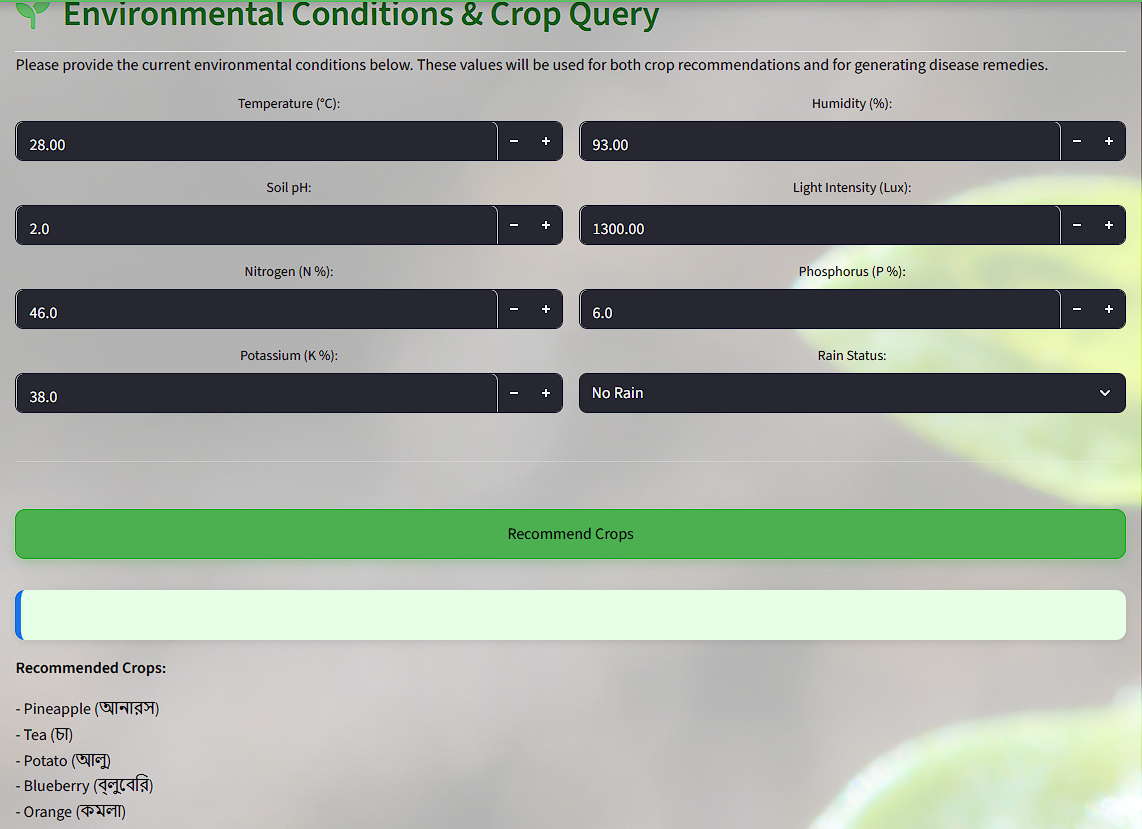 Environmental Conditions & Crop Query
Please provide the current environmental conditions below. These values will be used for both crop recommendations and for generating disease remedies.
Temperature (°C):
28.00
Humidity (%):
93.00
Soil pH:
2.0
Light Intensity (Lux):
1300.00
Nitrogen (N %):
46.0
Phosphorus (P %):
6.0
Potassium (K %):
38.0
Rain Status:
No Rain
Recommend Crops
Recommended Crops:
- Pineapple (আনারস)
- Tea (চা)
- Potato (আলু)
- Blueberry (ব্লুবেরি)
- Orange (কমলা)